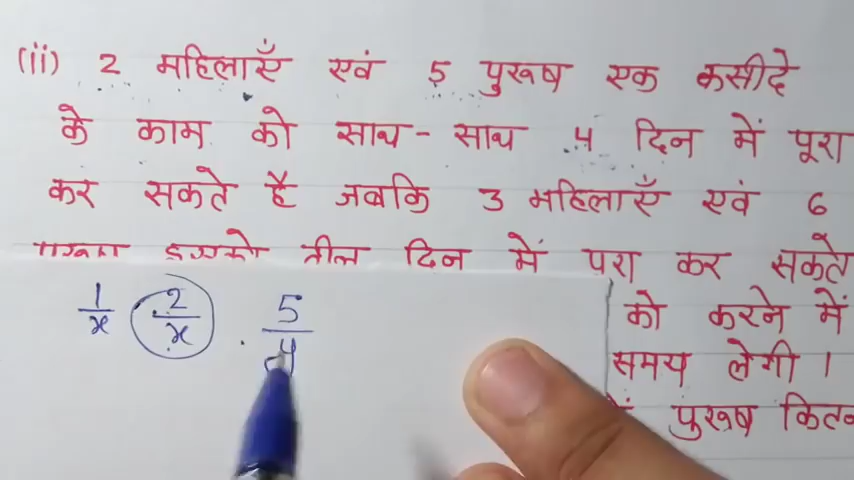 (ii) 2 महिलाएँ एवं 5 पुरूष एक कसीदे
के काम को साथ-साथ 4 दिन में पूरा
कर सकते है जबकि 3 महिलाएँ एवं 6
इसको तीन दिन में पूरा कर सकते
को करने में
समय लेगी।
पुरूष
1/x 2/x 5/y